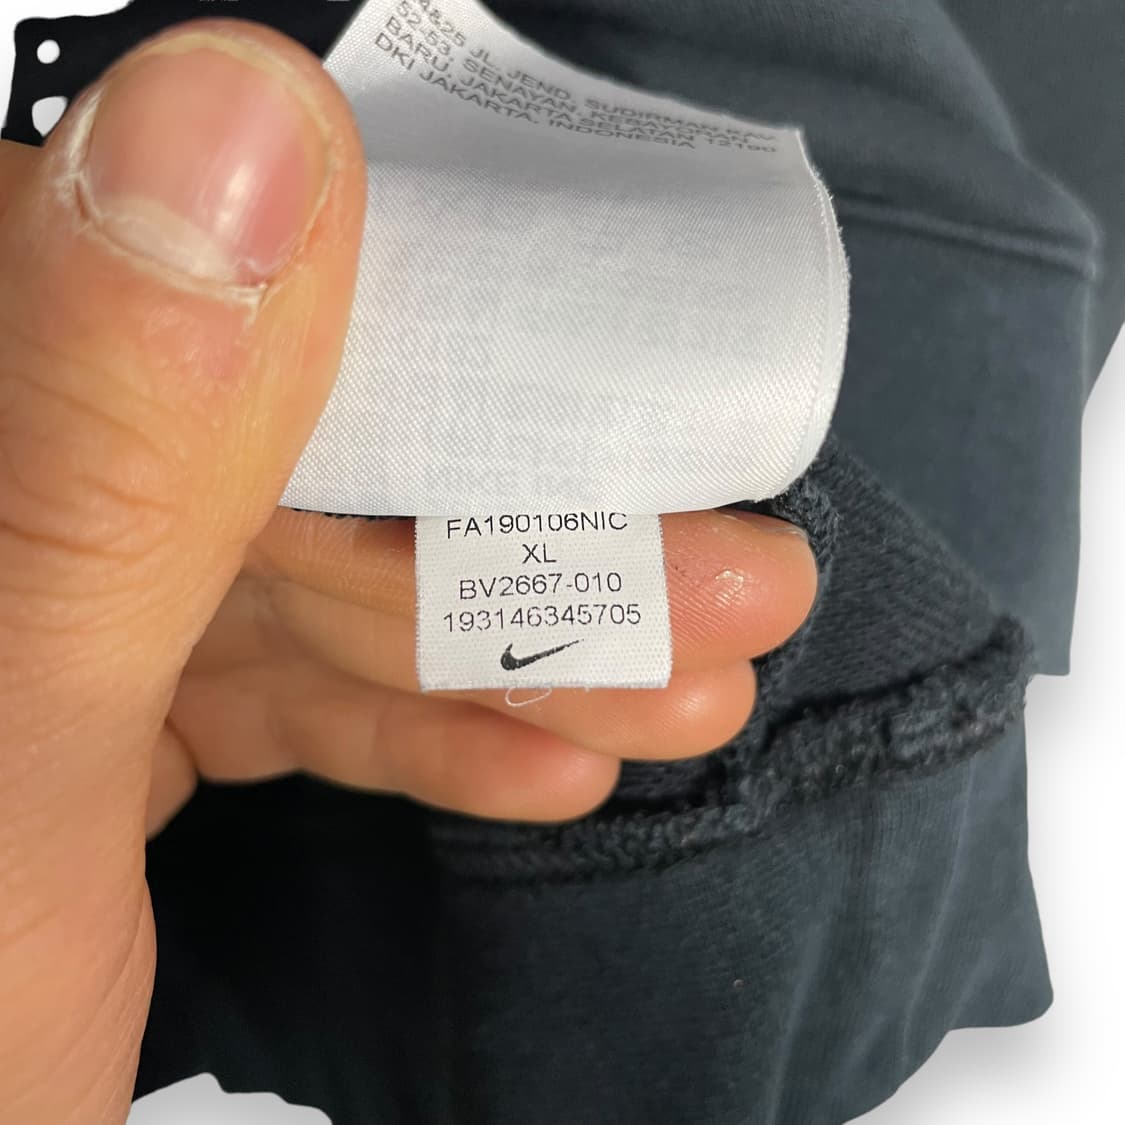 JL. JEND. SUDIRMAN KAV
52-53, SENAYAN, KEBAYORAN
BARU, JAKARTA SELATAN 12190
DKI JAKARTA, INDONESIA
FA190106NIC
XL
BV2667-010
193146345705